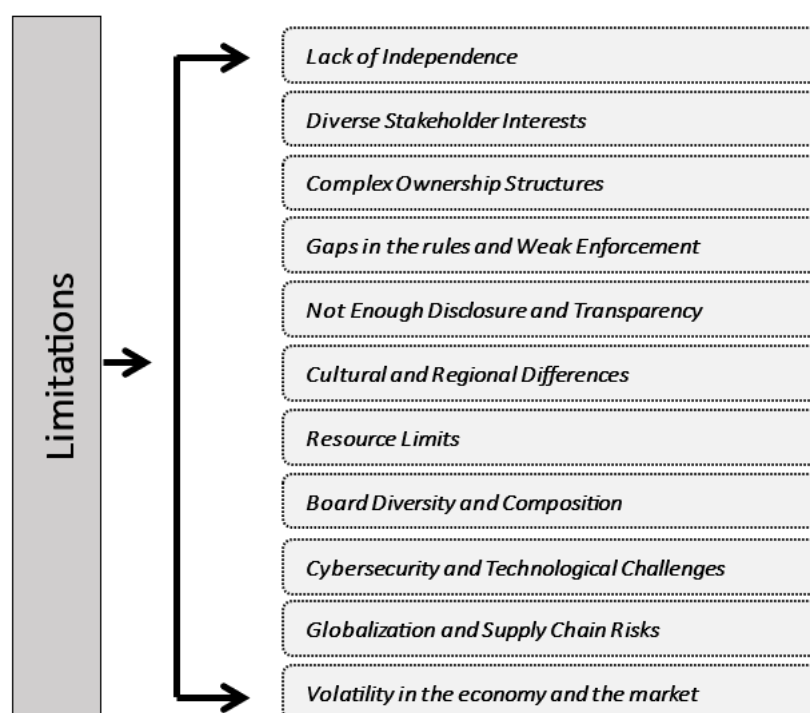 Limitations
Lack of Independence
Diverse Stakeholder Interests
Complex Ownership Structures
Gaps in the rules and Weak Enforcement
Not Enough Disclosure and Transparency
Cultural and Regional Differences
Resource Limits
Board Diversity and Composition
Cybersecurity and Technological Challenges
Globalization and Supply Chain Risks
Volatility in the economy and the market